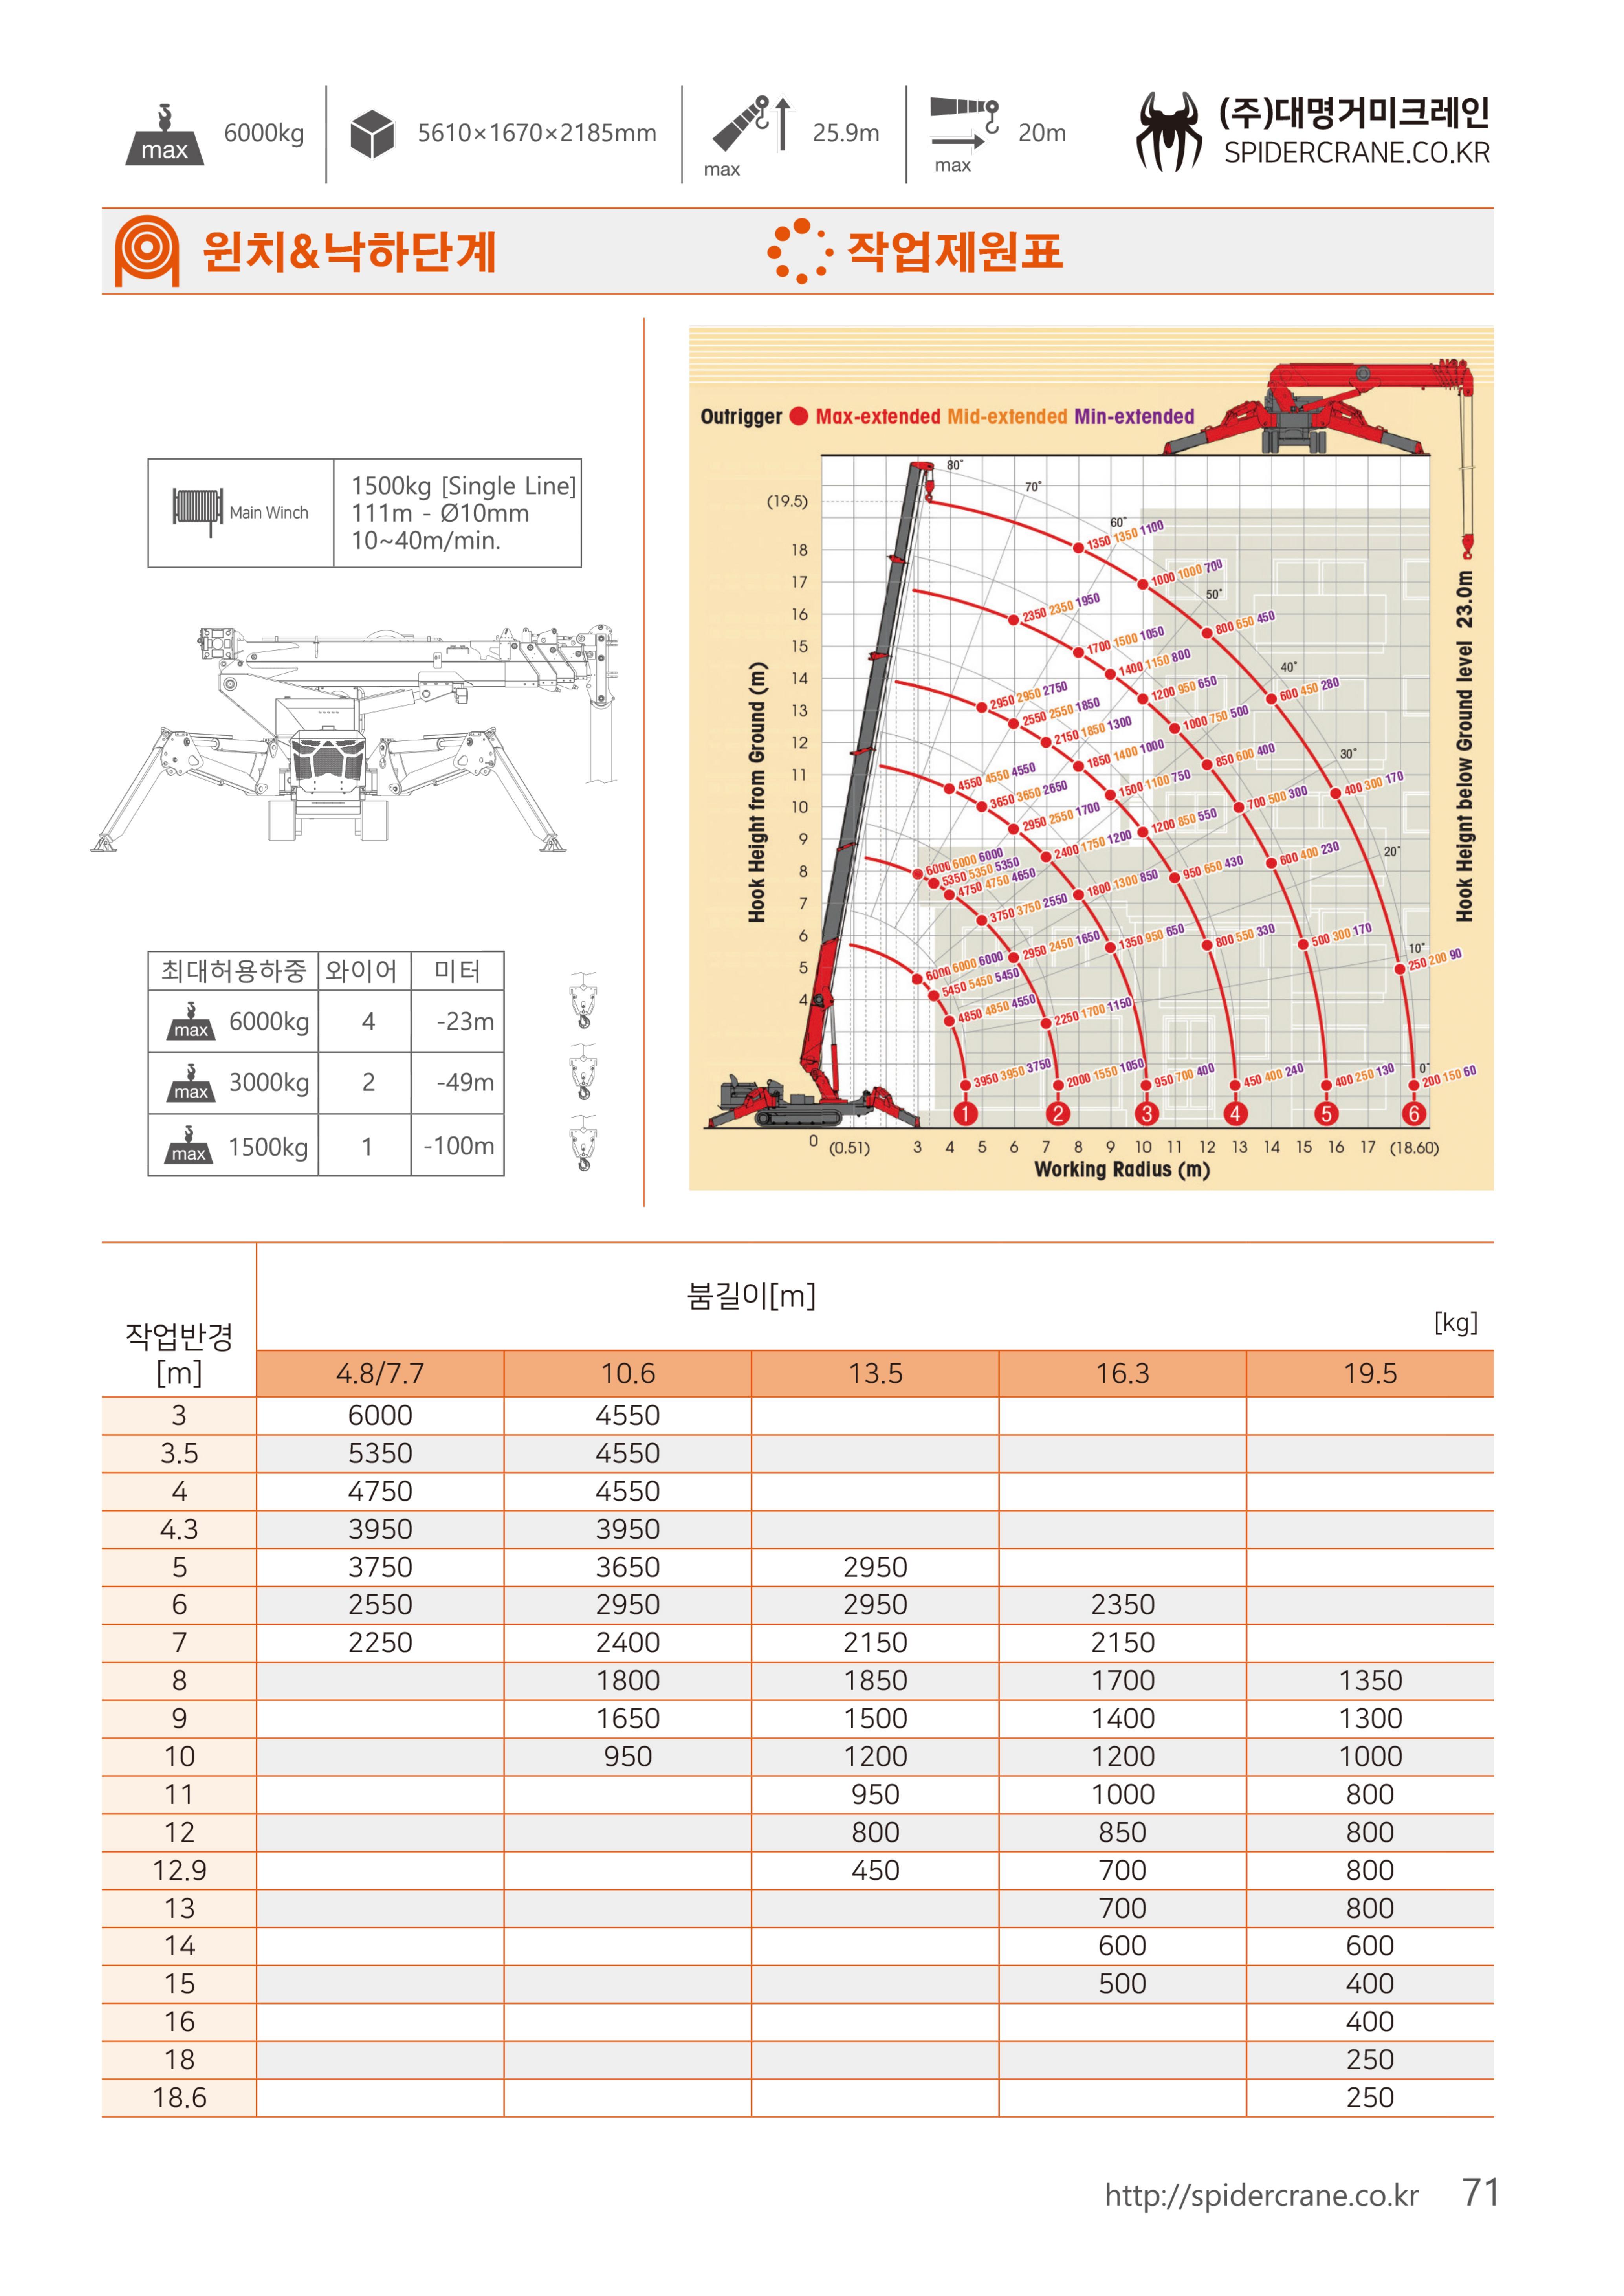 max
6000kg
5610×1670×2185mm
max
25.9m
max
20m
(주)대명거미크레인
SPIDERCRANE.CO.KR
윈치&낙하단계
작업제원표
Main Winch
1500kg [Single Line]
111m - Ø10mm
10~40m/min.
최대허용하중 와이어 미터
max 6000kg 4 -23m
max 3000kg 2 -49m
max 1500kg 1 -100m
Outrigger Max-extended Mid-extended Min-extended
Hook Height from Ground (m)
(19.5)
18
17
16
15
14
13
12
11
10
9
8
7
6
5
4
80°
70°
60°
50°
40°
30°
20°
10°
0°
1350 1350 1100
1000 1000 700
800 650 450
600 450 280
400 300 170
250 200 90
200 150 60
2350 2350 1950
1700 1500 1050
1400 1150 800
1200 950 650
1000 750 500
850 600 400
700 500 300
600 400 230
500 300 170
400 250 130
2950 2950 2750
2550 2550 1850
2150 1850 1300
1850 1400 1000
1500 1100 750
1200 850 550
950 650 430
800 550 330
450 400 240
4550 4550 4550
3650 3650 2650
2950 2550 1700
2400 1750 1200
1800 1300 850
1350 950 650
950 700 400
6000 6000 6000
5350 5350 5350
4750 4750 4650
3750 3750 2550
2950 2450 1650
2250 1700 1150
2000 1550 1050
6000 6000 6000
5450 5450 5450
4850 4850 4550
3950 3950 3750
1 2 3 4 5 6
0 (0.51) 3 4 5 6 7 8 9 10 11 12 13 14 15 16 17 (18.60)
Working Radius (m)
Hook Height below Ground level 23.0m
작업반경
[m]
붐길이[m]
[kg]
4.8/7.7 10.6 13.5 16.3 19.5
3 6000 4550
3.5 5350 4550
4 4750 4550
4.3 3950 3950
5 3750 3650 2950
6 2550 2950 2950 2350
7 2250 2400 2150 2150
8 1800 1850 1700 1350
9 1650 1500 1400 1300
10 950 1200 1200 1000
11 950 1000 800
12 800 850 800
12.9 450 700 800
13 700 800
14 600 600
15 500 400
16 400
18 250
18.6 250
http://spidercrane.co.kr 71